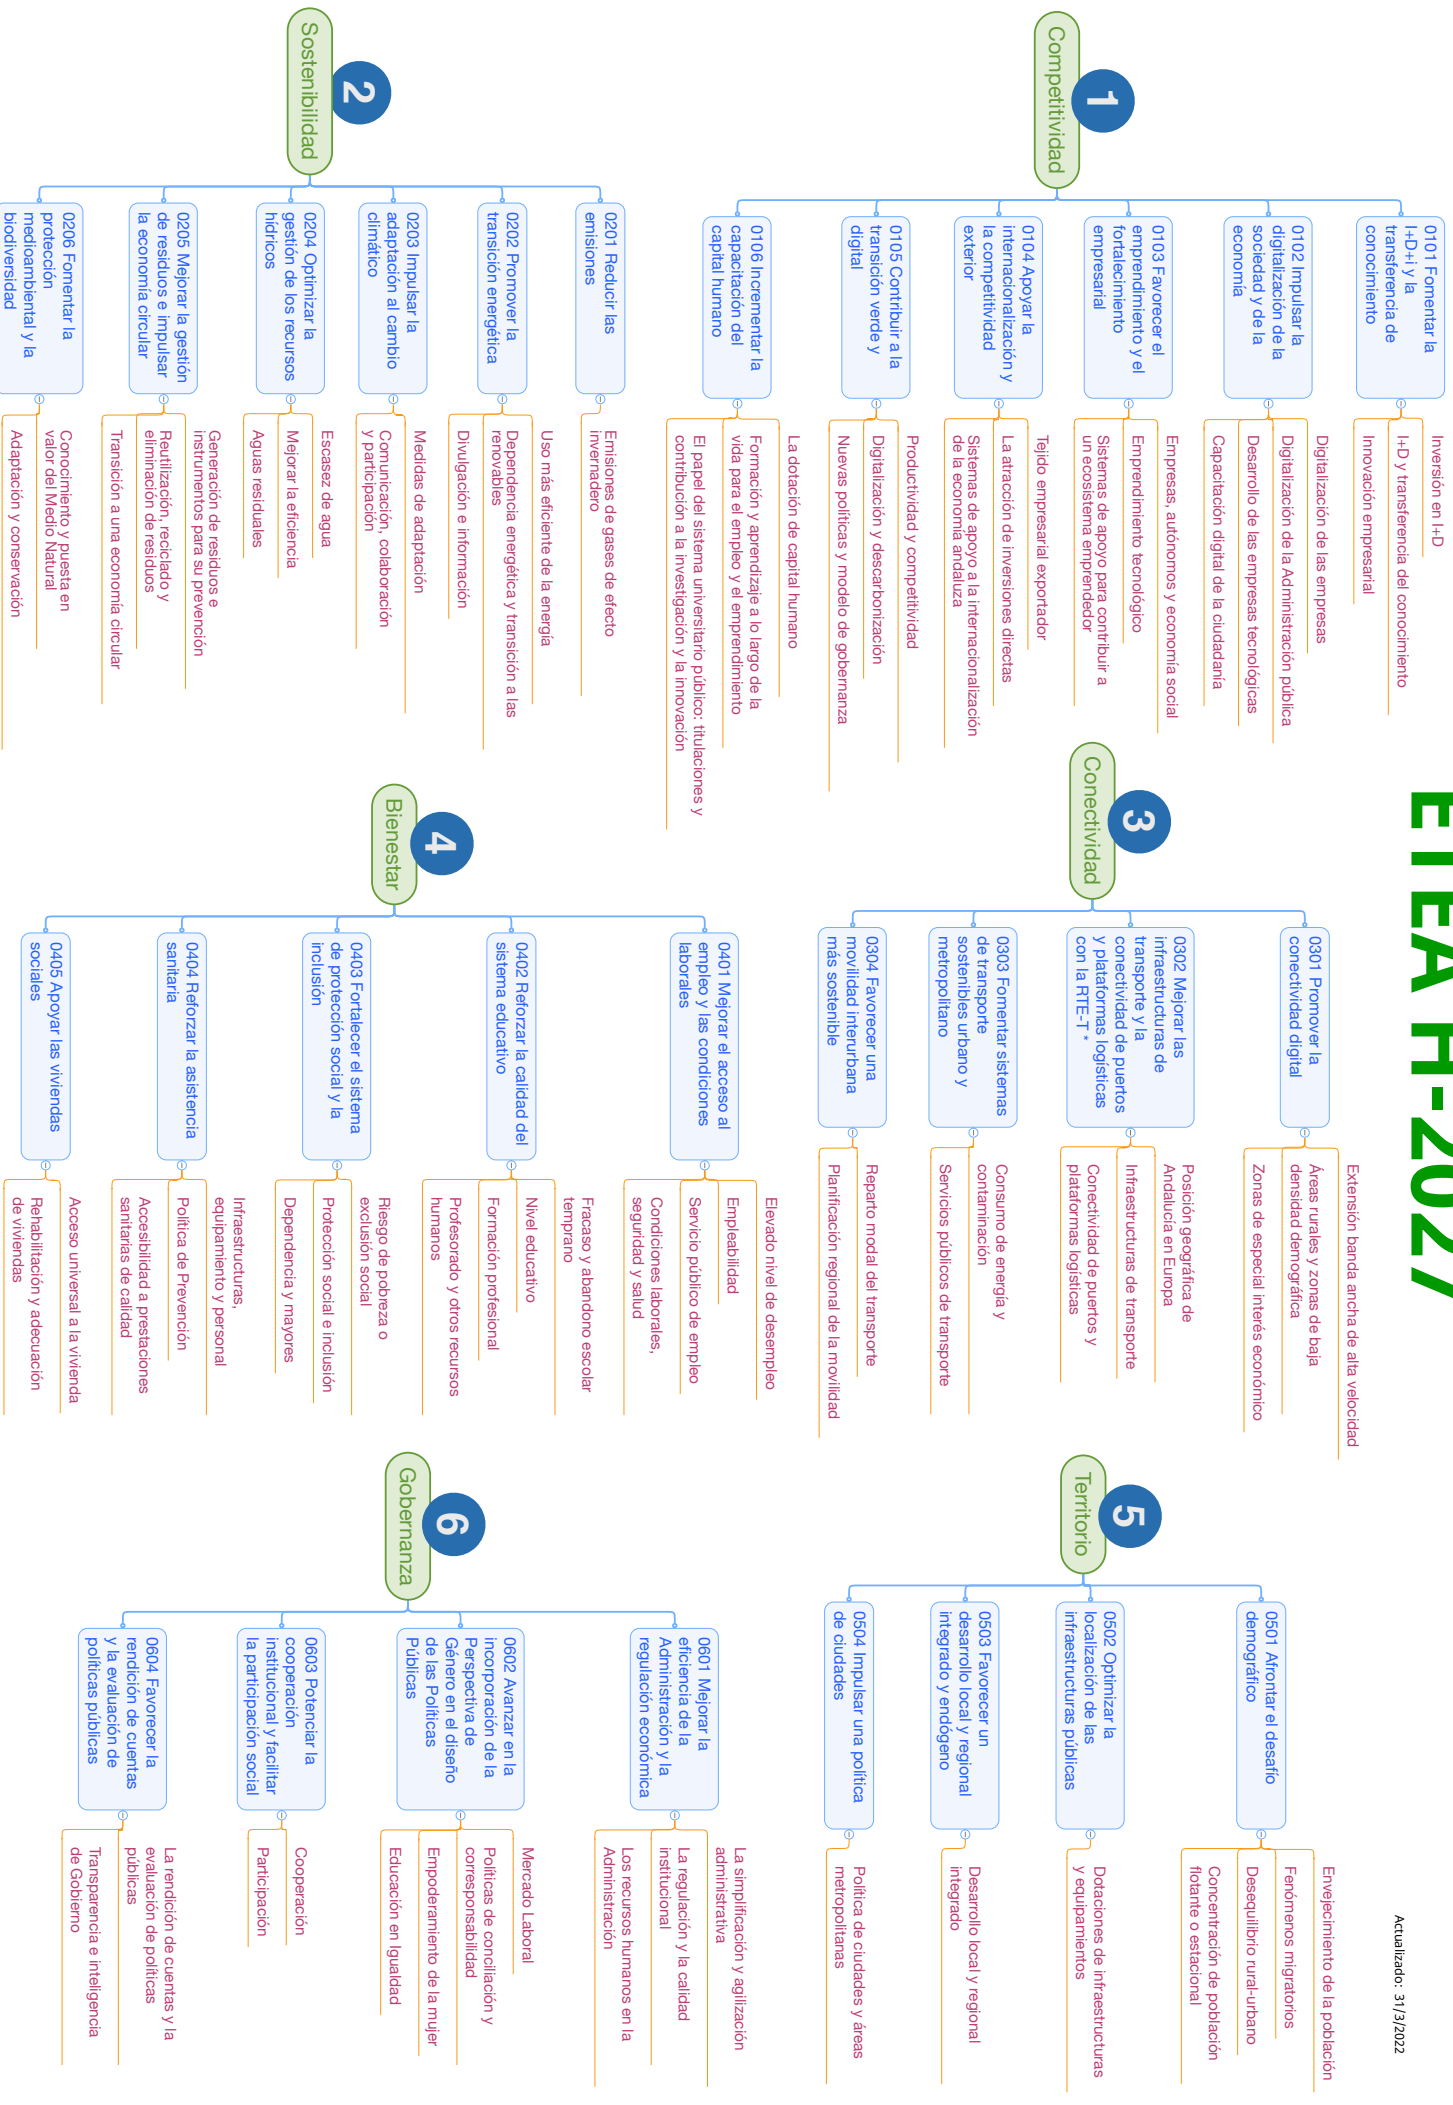 ETEA H-2027
Actualizado: 31/3/2022
1
Competitividad
0101 Fomentar la
I+D+i y la
transferencia de
conocimiento
Inversión en I+D
I+D y transferencia del conocimiento
Innovación empresarial
0102 Impulsar la
digitalización de la
sociedad y de la
economía
Digitalización de las empresas
Digitalización de la Administración pública
Desarrollo de las empresas tecnológicas
Capacitación digital de la ciudadanía
0103 Favorecer el
emprendimiento y el
fortalecimiento
empresarial
Empresas, autónomos y economía social
Emprendimiento tecnológico
Sistemas de apoyo para contribuir a
un ecosistema emprendedor
0104 Apoyar la
internacionalización y
la competitividad
exterior
Tejido empresarial exportador
La atracción de inversiones directas
Sistemas de apoyo a la internacionalización
de la economía andaluza
0105 Contribuir a la
transición verde y
digital
Productividad y competitividad
Digitalización y descarbonización
Nuevas políticas y modelo de gobernanza
0106 Incrementar la
capacitación del
capital humano
La dotación de capital humano
Formación y aprendizaje a lo largo de la
vida para el empleo y el emprendimiento
El papel del sistema universitario público: titulaciones y
contribución a la investigación y la innovación
3
Conectividad
0301 Promover la
conectividad digital
Extensión banda ancha de alta velocidad
Áreas rurales y zonas de baja
densidad demográfica
Zonas de especial interés económico
0302 Mejorar las
infraestructuras de
transporte y la
conectividad de puertos
y plataformas logísticas
con la RTE-T *
Posición geográfica de
Andalucía en Europa
Infraestructuras de transporte
Conectividad de puertos y
plataformas logísticas
0303 Fomentar sistemas
de transporte
sostenibles urbano y
metropolitano
Consumo de energía y
contaminación
Servicios públicos de transporte
0304 Favorecer una
movilidad interurbana
más sostenible
Reparto modal del transporte
Planificación regional de la movilidad
5
Territorio
0501 Afrontar el desafío
demográfico
Envejecimiento de la población
Fenómenos migratorios
Desequilibrio rural-urbano
Concentración de población
flotante o estacional
0502 Optimizar la
localización de las
infraestructuras públicas
Dotaciones de infraestructuras
y equipamientos
0503 Favorecer un
desarrollo local y regional
integrado y endógeno
Desarrollo local y regional
integrado
0504 Impulsar una política
de ciudades
Política de ciudades y áreas
metropolitanas
2
Sostenibilidad
0201 Reducir las
emisiones
Emisiones de gases de efecto
invernadero
0202 Promover la
transición energética
Uso más eficiente de la energía
Dependencia energética y transición a las
renovables
Divulgación e información
0203 Impulsar la
adaptación al cambio
climático
Medidas de adaptación
Comunicación, colaboración
y participación
0204 Optimizar la
gestión de los recursos
hídricos
Escasez de agua
Mejorar la eficiencia
Aguas residuales
0205 Mejorar la gestión
de residuos e impulsar
la economía circular
Generación de residuos e
instrumentos para su prevención
Reutilización, reciclado y
eliminación de residuos
Transición a una economía circular
0206 Fomentar la
protección
medioambiental y la
biodiversidad
Conocimiento y puesta en
valor del Medio Natural
Adaptación y conservación
4
Bienestar
0401 Mejorar el acceso al
empleo y las condiciones
laborales
Elevado nivel de desempleo
Empleabilidad
Servicio público de empleo
Condiciones laborales,
seguridad y salud
0402 Reforzar la calidad del
sistema educativo
Fracaso y abandono escolar
temprano
Nivel educativo
Formación profesional
Profesorado y otros recursos
humanos
0403 Fortalecer el sistema
de protección social y la
inclusión
Riesgo de pobreza o
exclusión social
Protección social e inclusión
Dependencia y mayores
0404 Reforzar la asistencia
sanitaria
Infraestructuras,
equipamiento y personal
Política de Prevención
Accesibilidad a prestaciones
sanitarias de calidad
0405 Apoyar las viviendas
sociales
Acceso universal a la vivienda
Rehabilitación y adecuación
de viviendas
6
Gobernanza
0601 Mejorar la
eficiencia de la
Administración y la
regulación económica
La simplificación y agilización
administrativa
La regulación y la calidad
institucional
Los recursos humanos en la
Administración
0602 Avanzar en la
incorporación de la
Perspectiva de
Género en el diseño
de las Políticas
Públicas
Mercado Laboral
Políticas de conciliación y
corresponsabilidad
Empoderamiento de la mujer
Educación en Igualdad
0603 Potenciar la
cooperación
institucional y facilitar
la participación social
Cooperación
Participación
0604 Favorecer la
rendición de cuentas
y la evaluación de
políticas públicas
La rendición de cuentas y la
evaluación de políticas
públicas
Transparencia e inteligencia
de Gobierno